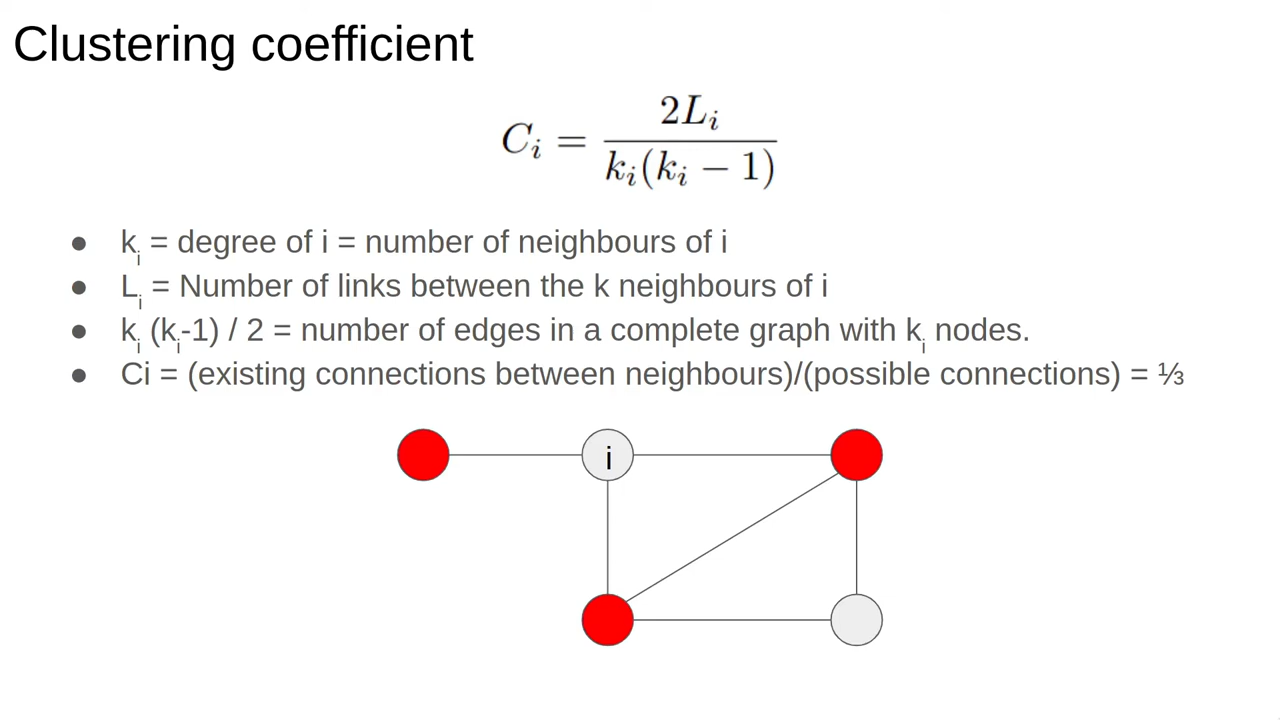 Clustering coefficient
C_i = 2L_i / k_i(k_i − 1)
● k_i = degree of i = number of neighbours of i
● L_i = Number of links between the k neighbours of i
● k_i (k_i-1) / 2 = number of edges in a complete graph with k_i nodes.
● Ci = (existing connections between neighbours)/(possible connections) = ⅓
i